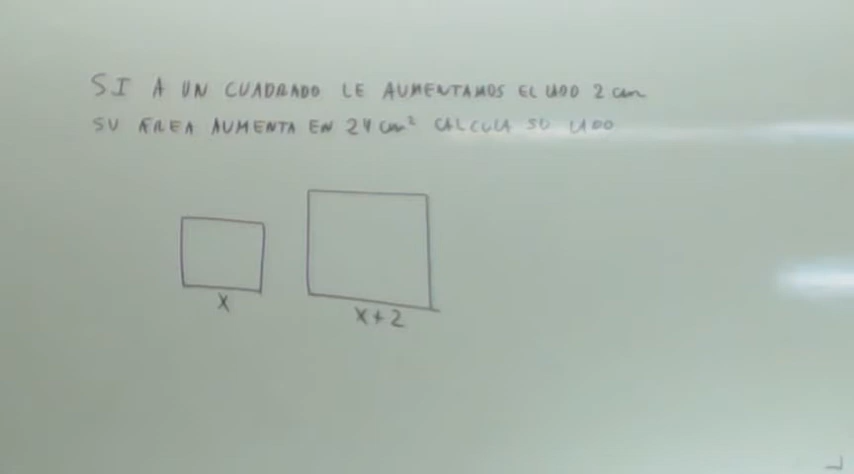 SI A UN CUADRADO LE AUMENTAMOS EL LADO 2 cm
SU ÁREA AUMENTA EN 24 cm² CALCULA SU LADO
x
x+2